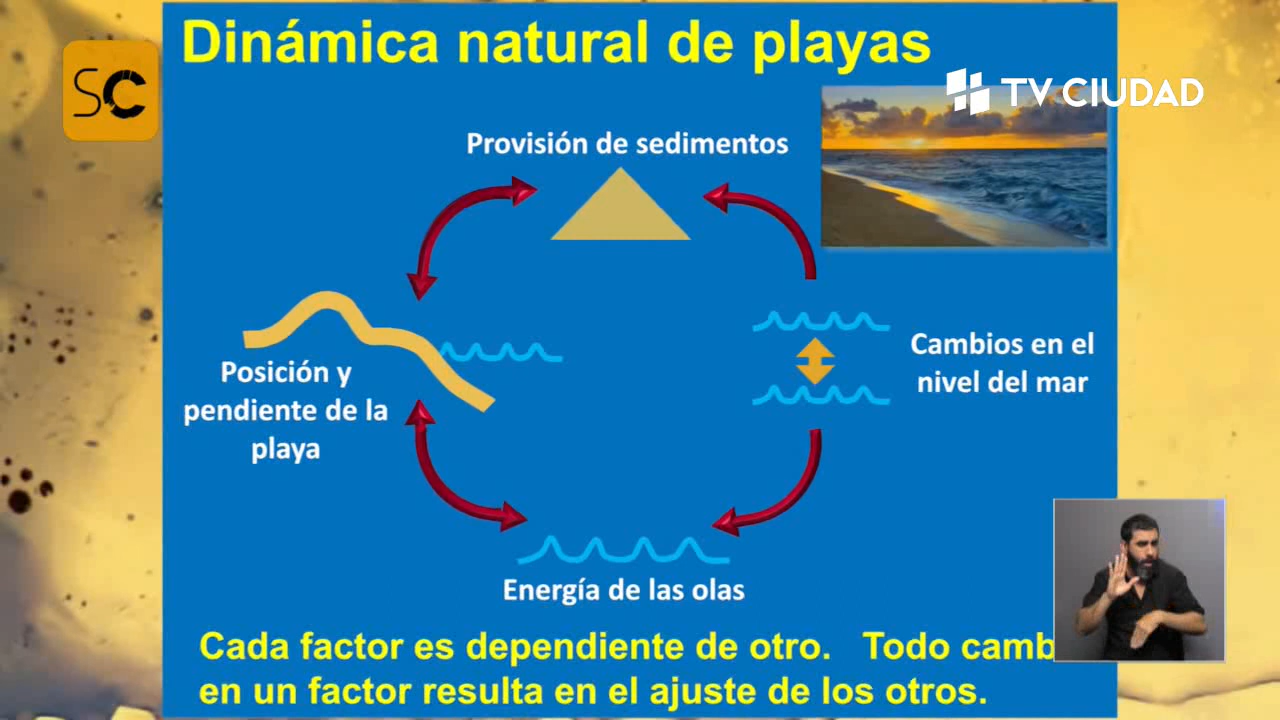 Dinámica natural de playas
SC
TV CIUDAD
Provisión de sedimentos
Cambios en el
nivel del mar
Posición y
pendiente de la
playa
Energía de las olas
Cada factor es dependiente de otro. Todo camb
en un factor resulta en el ajuste de los otros.